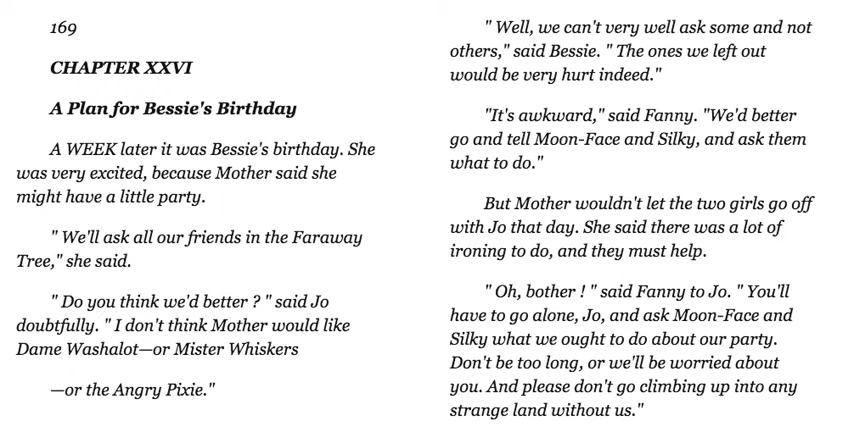 169
CHAPTER XXVI
A Plan for Bessie's Birthday
A WEEK later it was Bessie's birthday. She
was very excited, because Mother said she
might have a little party.
" We'll ask all our friends in the Faraway
Tree," she said.
" Do you think we'd better ? " said Jo
doubtfully. " I don't think Mother would like
Dame Washalot—or Mister Whiskers
—or the Angry Pixie."
" Well, we can't very well ask some and not
others," said Bessie. " The ones we left out
would be very hurt indeed."
"It's awkward," said Fanny. "We'd better
go and tell Moon-Face and Silky, and ask them
what to do."
But Mother wouldn't let the two girls go off
with Jo that day. She said there was a lot of
ironing to do, and they must help.
" Oh, bother ! " said Fanny to Jo. " You'll
have to go alone, Jo, and ask Moon-Face and
Silky what we ought to do about our party.
Don't be too long, or we'll be worried about
you. And please don't go climbing up into any
strange land without us."